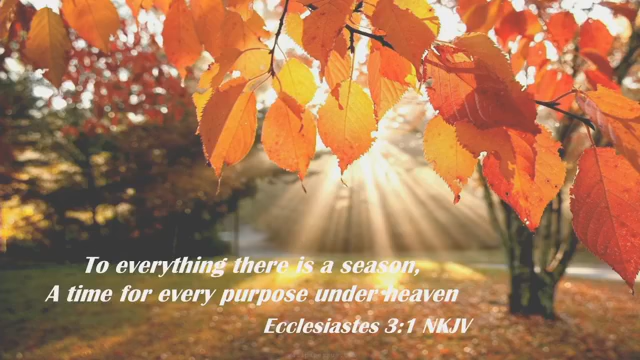 To everything there is a season,
A time for every purpose under heaven
Ecclesiastes 3:1 NKJV